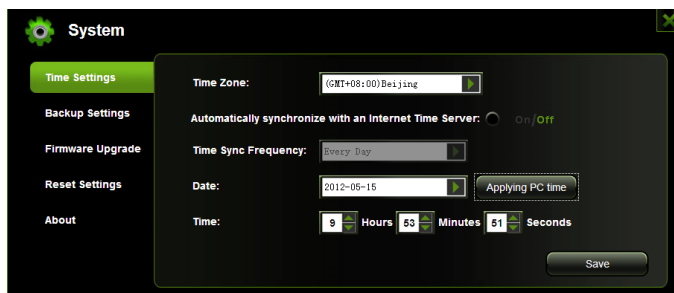 System
Time Settings
Backup Settings
Firmware Upgrade
Reset Settings
About
Time Zone: (GMT+08:00)Beijing
Automatically synchronize with an Internet Time Server: On/Off
Time Sync Frequency: Every Day
Date: 2012-05-15 Applying PC time
Time: 9 Hours 53 Minutes 51 Seconds
Save